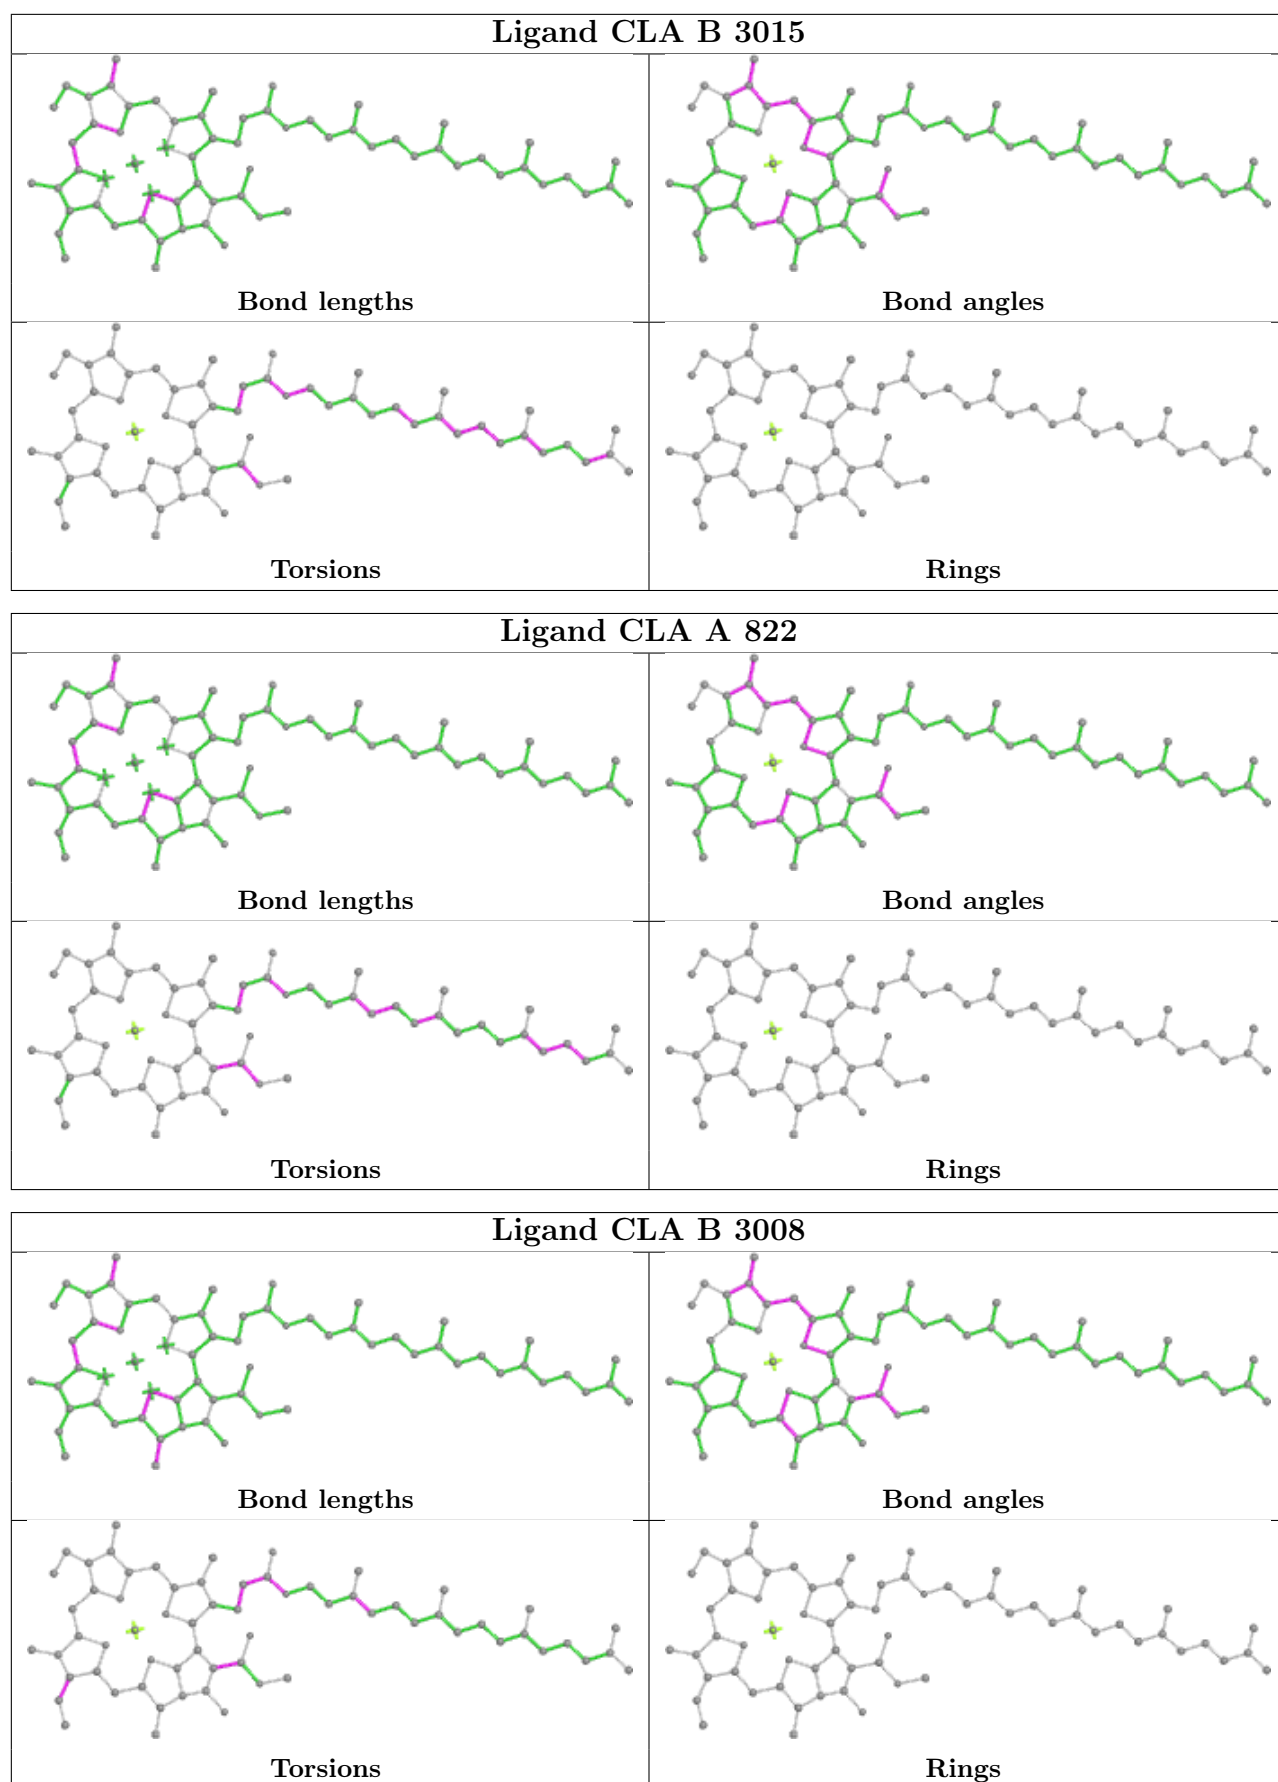 Ligand CLA B 3015
Bond lengths
Bond angles
Torsions
Rings
Ligand CLA A 822
Bond lengths
Bond angles
Torsions
Rings
Ligand CLA B 3008
Bond lengths
Bond angles
Torsions
Rings